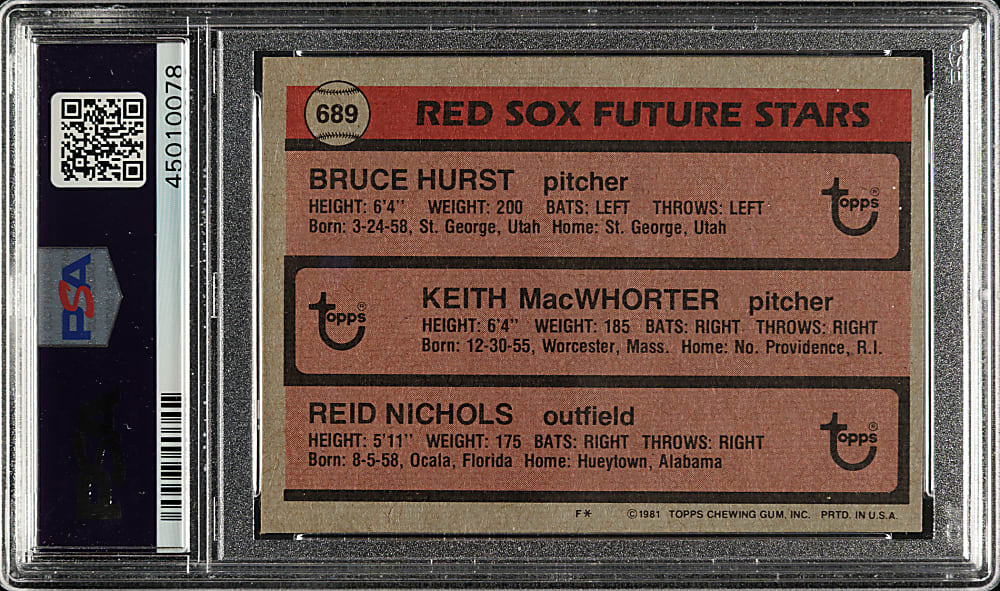 45010078
PSA
PSA
689
RED SOX FUTURE STARS
BRUCE HURST pitcher
HEIGHT: 6'4" WEIGHT: 200 BATS: LEFT THROWS: LEFT
Born: 3-24-58, St. George, Utah Home: St. George, Utah
Topps®
Topps®
KEITH MacWHORTER pitcher
HEIGHT: 6'4" WEIGHT: 185 BATS: RIGHT THROWS: RIGHT
Born: 12-30-55, Worcester, Mass. Home: No. Providence, R.I.
REID NICHOLS outfield
HEIGHT: 5'11" WEIGHT: 175 BATS: RIGHT THROWS: RIGHT
Born: 8-5-58, Ocala, Florida Home: Hueytown, Alabama
Topps®
F* ©1981 TOPPS CHEWING GUM, INC. PRTD. IN U.S.A.